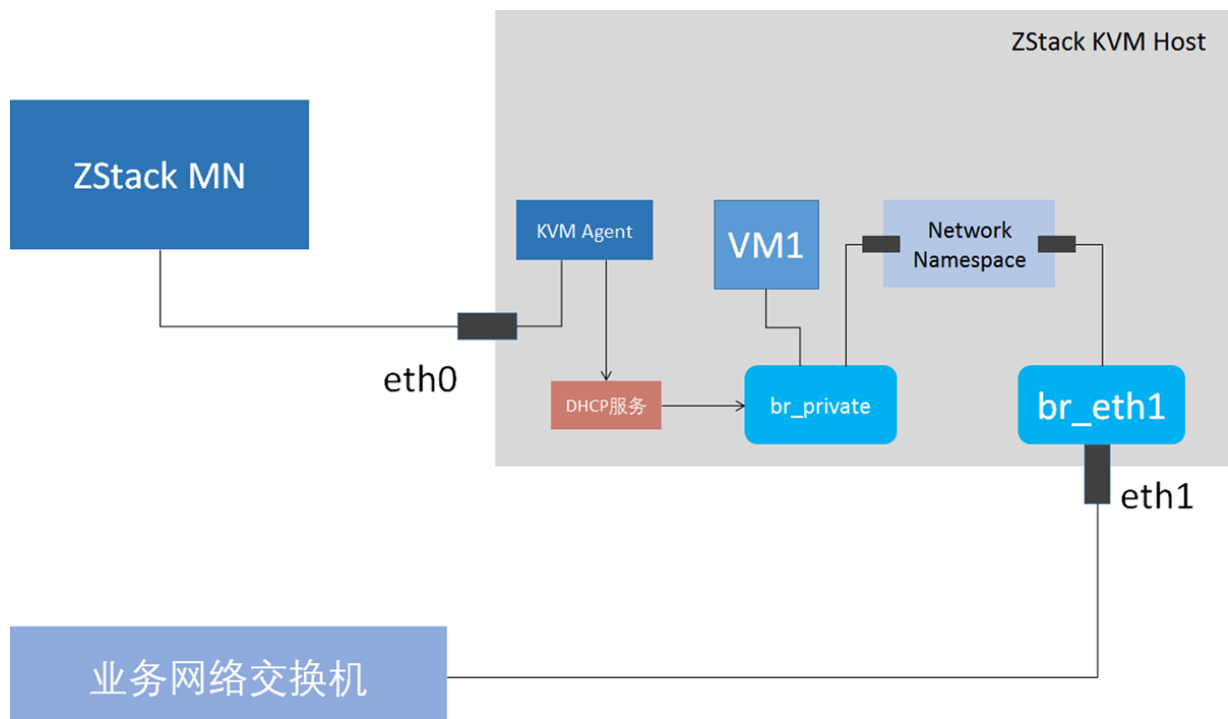 ZStack KVM Host
ZStack MN
KVM Agent
VM1
Network
Namespace
eth0
DHCP服务
br_private
br_eth1
eth1
业务网络交换机